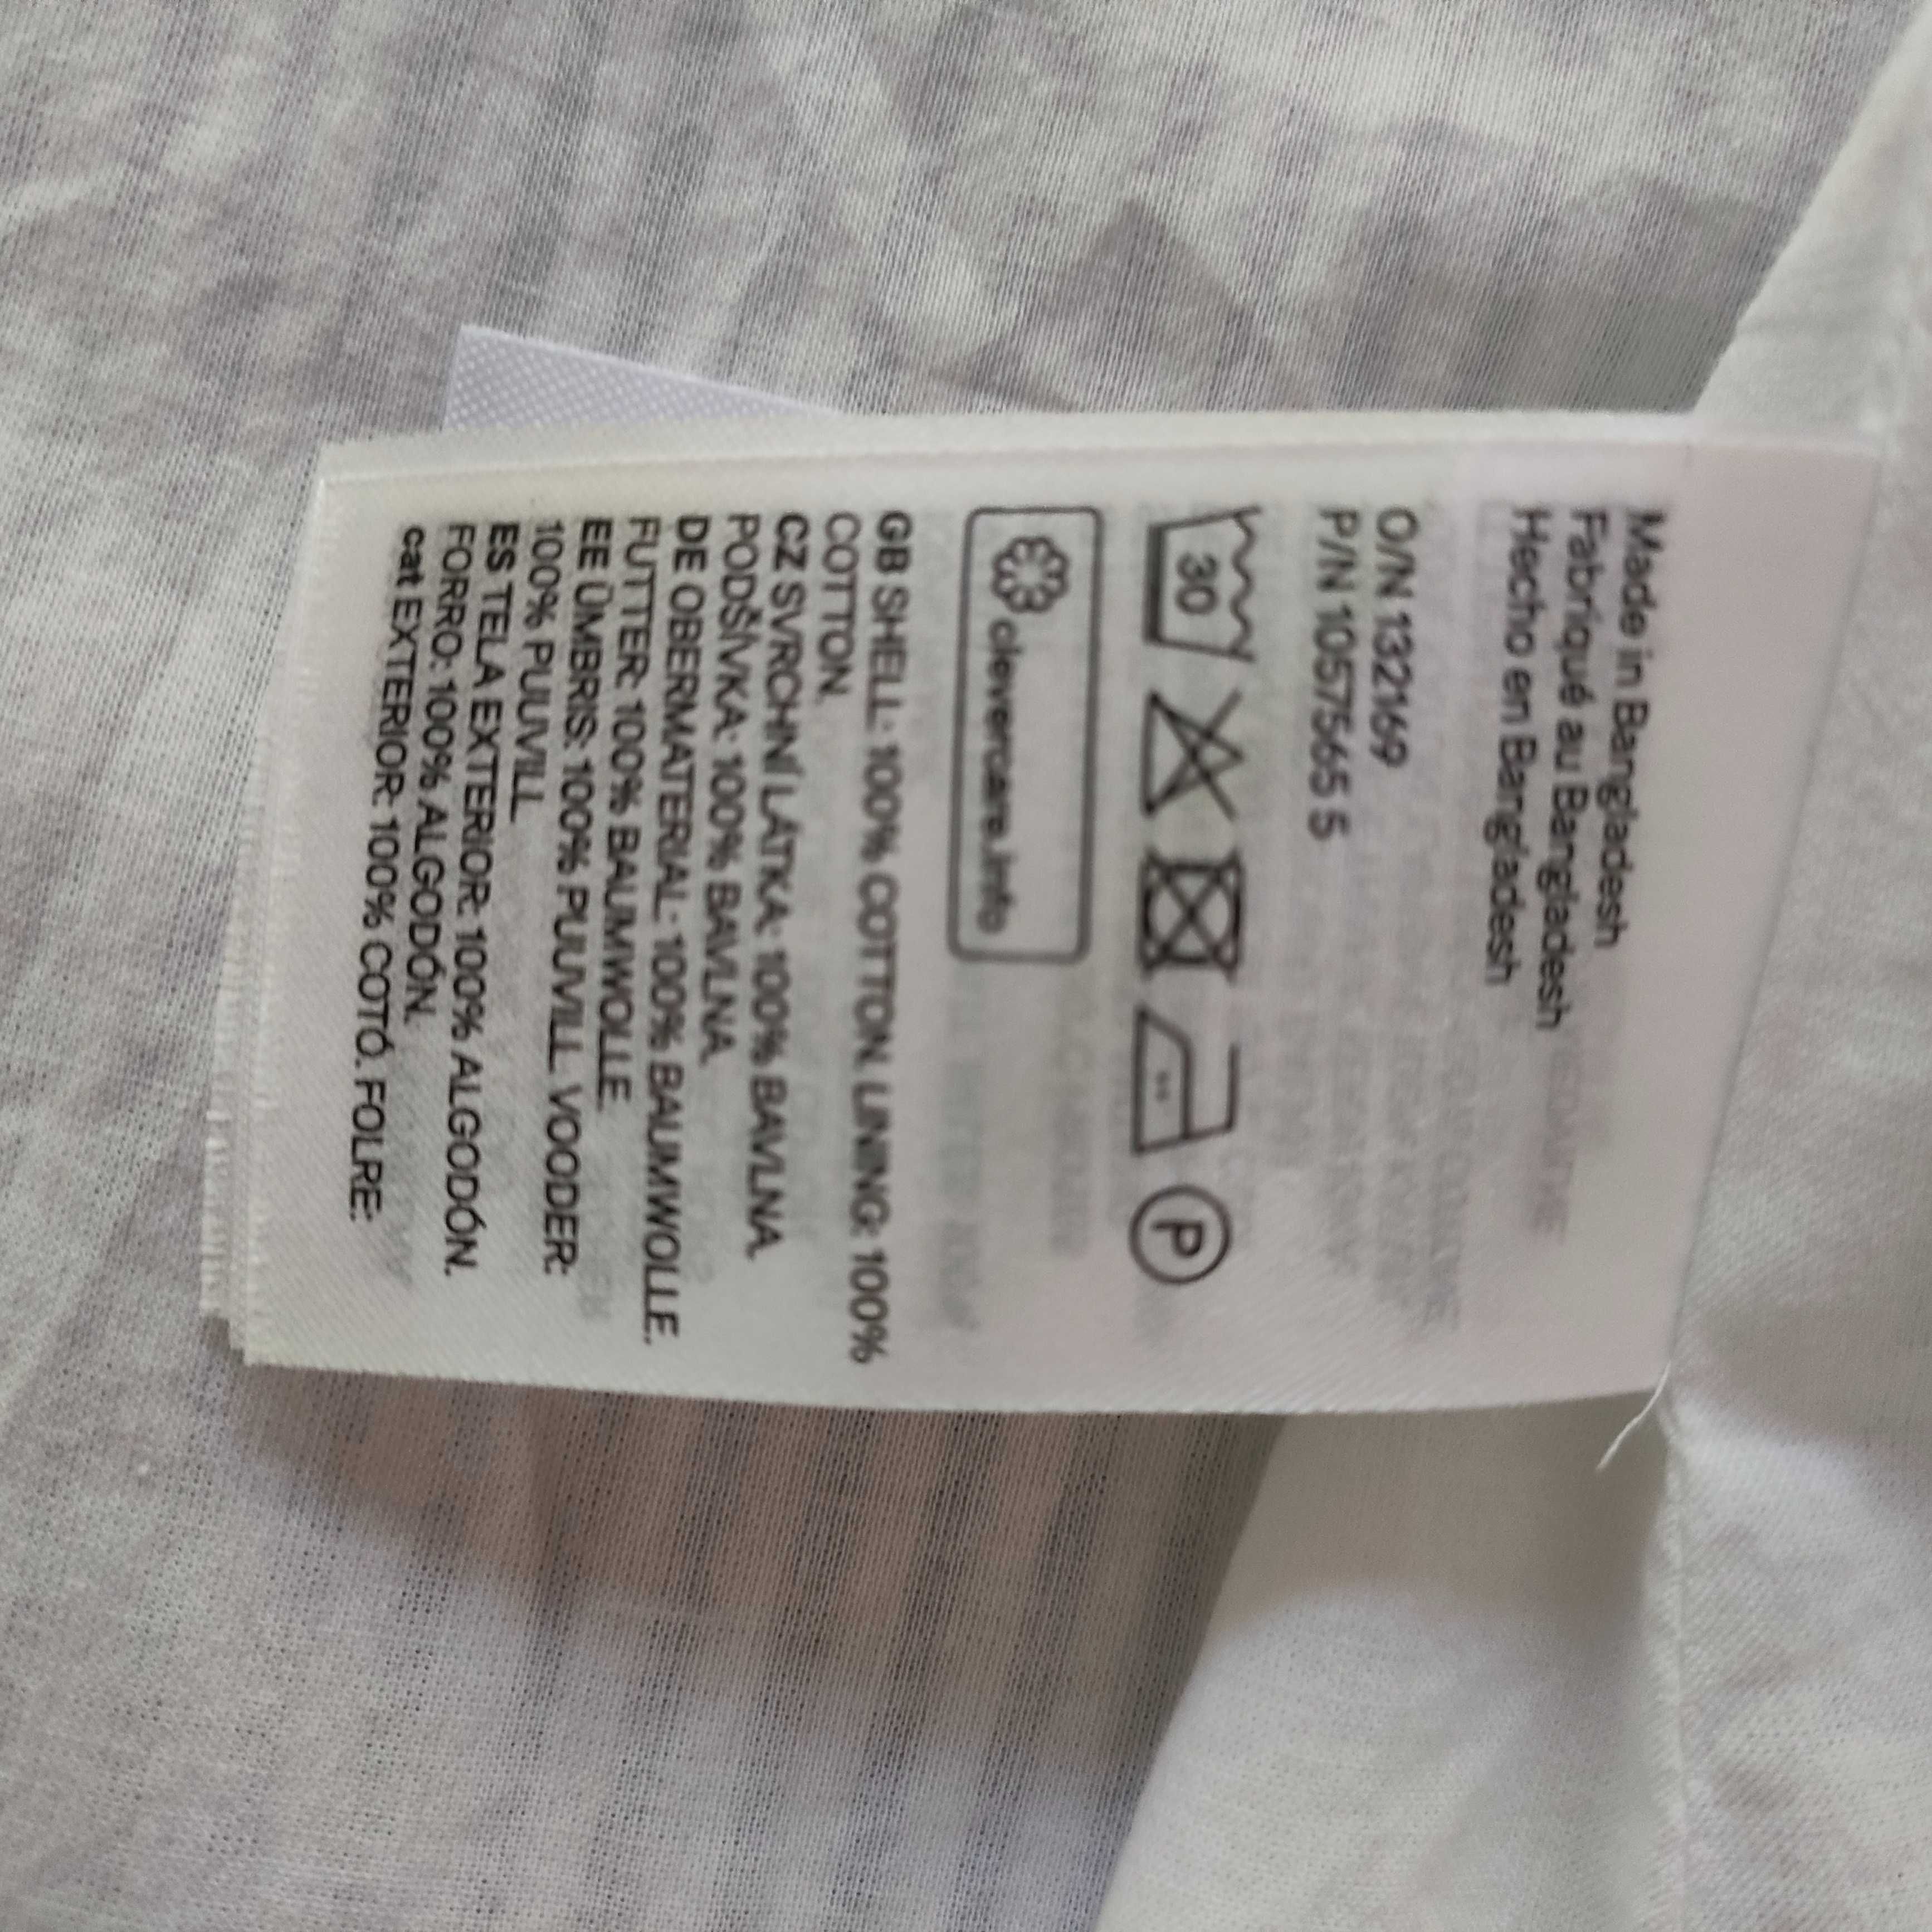 Made in Bangladesh
Fabriqué au Bangladesh
Hecho en Bangladesh
O/N 1322169
P/N 10575665 5
30
P
clevercare.info
GB SHELL: 100% COTTON. LINING: 100%
COTTON.
CZ SVRCHNÍ LÁTKA: 100% BAVLNA.
PODŠÍVKA: 100% BAVLNA.
DE OBERMATERIAL: 100% BAUMWOLLE.
FUTTER: 100% BAUMWOLLE.
EE ÜMBRIS: 100% PUUVILL. VOODER:
100% PUUVILL.
ES TELA EXTERIOR: 100% ALGODÓN.
FORRO: 100% ALGODÓN.
cat EXTERIOR: 100% COTÓ. FOLRE: